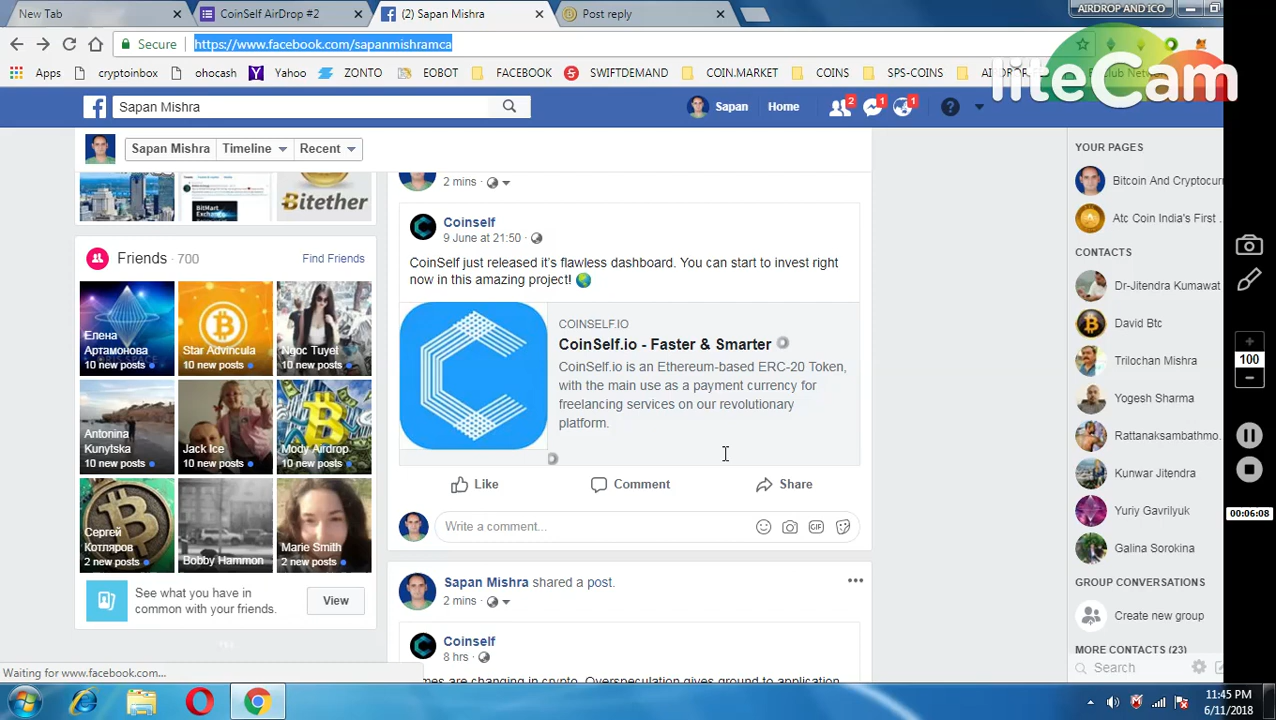 New Tab
CoinSelf AirDrop #2
(2) Sapan Mishra
Post reply
AIRDROP AND ICO
Secure
https://www.facebook.com/sapanmishramca
Apps
cryptoinbox
ohocash
Yahoo
ZONTO
EOBOT
FACEBOOK
SWIFTDEMAND
COIN.MARKET
COINS
SPS-COINS
liteCam
Sapan Mishra
Sapan
Home
2
1
1
Sapan Mishra
Timeline
Recent
Bitether
2 mins
Coinself
9 June at 21:50
CoinSelf just released it's flawless dashboard. You can start to invest right
now in this amazing project!
COINSELF.IO
CoinSelf.io - Faster & Smarter
CoinSelf.io is an Ethereum-based ERC-20 Token,
with the main use as a payment currency for
freelancing services on our revolutionary
platform.
Like
Comment
Share
Write a comment...
GIF
Sapan Mishra shared a post.
2 mins
Coinself
8 hrs
Friends · 700
Find Friends
Елена
Артамонова
10 new posts
Star Advincula
10 new posts
Ngoc Tuyet
10 new posts
Antonina
Kunytska
10 new posts
Jack Ice
10 new posts
Mody Airdrop
10 new posts
Сергей
Котляров
2 new posts
Bobby Hammon
Marie Smith
2 new posts
See what you have in
common with your friends.
View
YOUR PAGES
Bitcoin And Cryptocurr
Atc Coin India's First
CONTACTS
Dr-Jitendra Kumawat
David Btc
Trilochan Mishra
Yogesh Sharma
Rattanaksambathmo...
Kunwar Jitendra
Yuriy Gavrilyuk
Galina Sorokina
GROUP CONVERSATIONS
Create new group
MORE CONTACTS (23)
Search
100
00:06:08
Waiting for www.facebook.com...
11:45 PM
6/11/2018